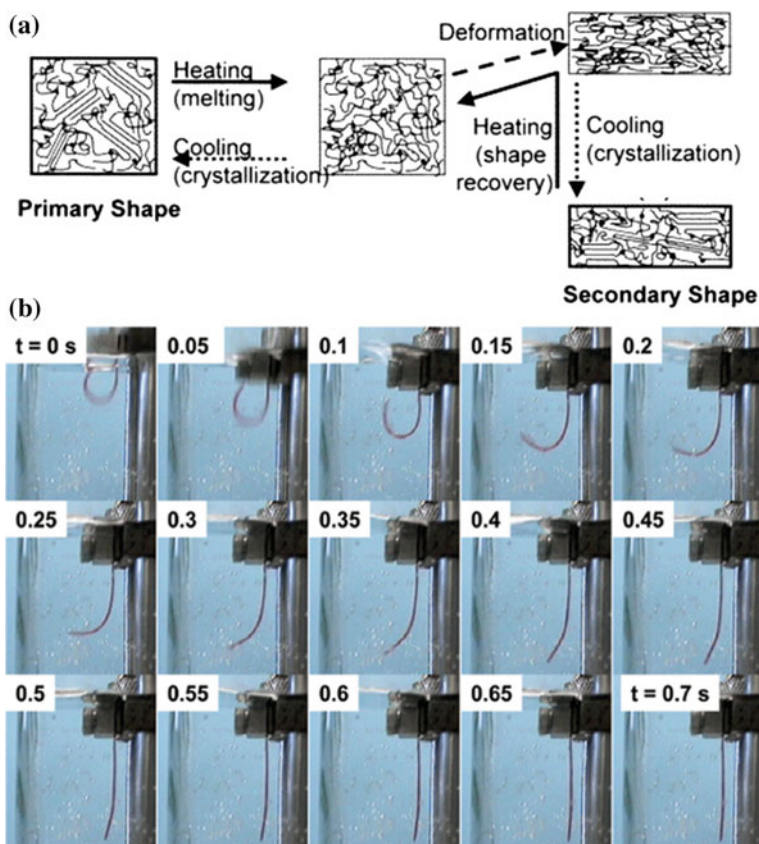 (a)
Heating
(melting)
Cooling
(crystallization)
Primary Shape
Deformation
Heating
(shape
recovery)
Cooling
(crystallization)
Secondary Shape
(b)
t = 0 s
0.05
0.1
0.15
0.2
0.25
0.3
0.35
0.4
0.45
0.5
0.55
0.6
0.65
t = 0.7 s